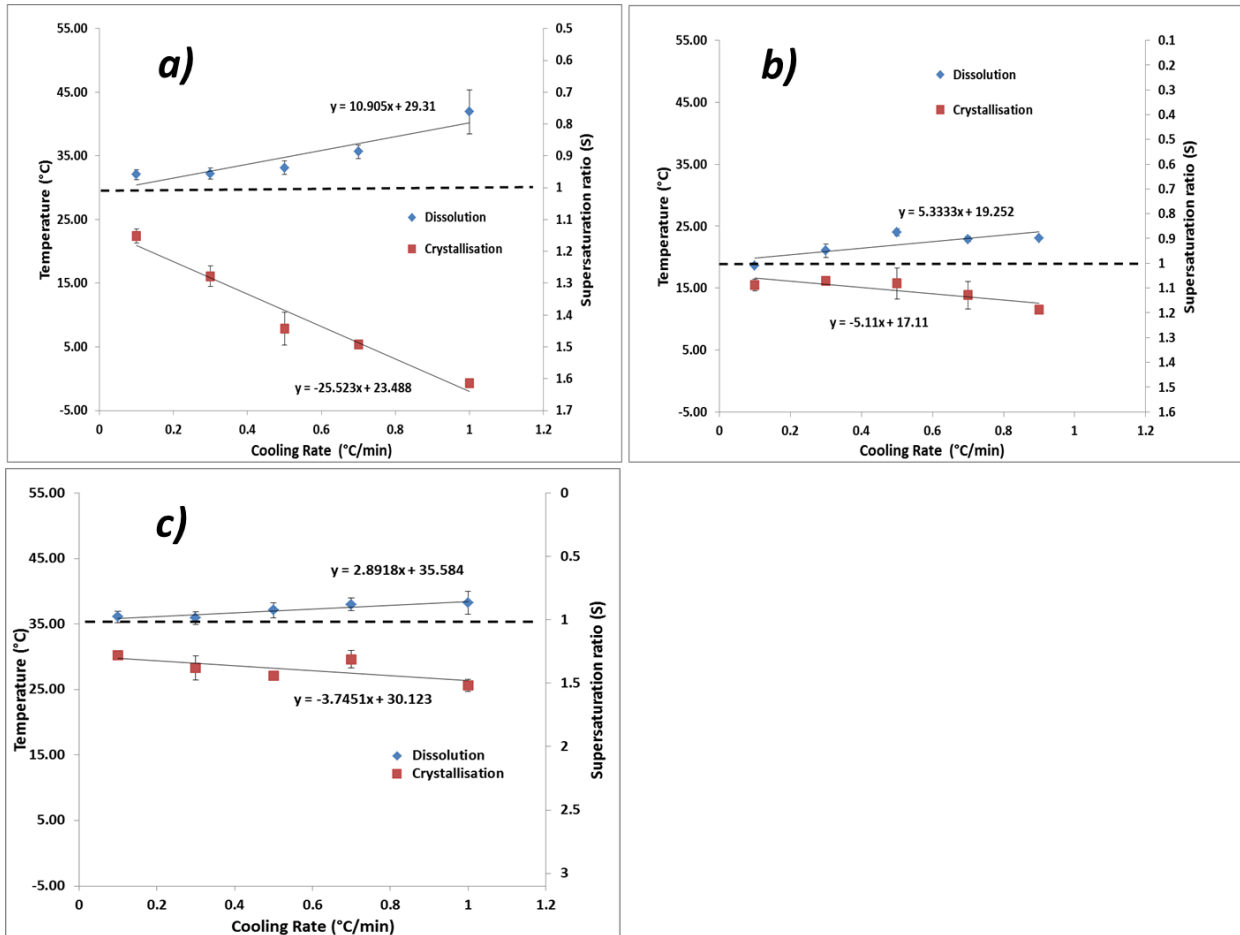 a)
55.00
45.00
35.00
25.00
15.00
5.00
-5.00
Temperature (°C)
0.5
0.6
0.7
0.8
0.9
1
1.1
1.2
1.3
1.4
1.5
1.6
1.7
Supersaturation ratio (S)
y = 10.905x + 29.31
Dissolution
Crystallisation
y = -25.523x + 23.488
0 0.2 0.4 0.6 0.8 1 1.2
Cooling Rate (°C/min)
b)
55.00
45.00
35.00
25.00
15.00
5.00
-5.00
Temperature (°C)
0.1
0.2
0.3
0.4
0.5
0.6
0.7
0.8
0.9
1
1.1
1.2
1.3
1.4
1.5
1.6
Supersaturation ratio (S)
Dissolution
Crystallisation
y = 5.3333x + 19.252
y = -5.11x + 17.11
0 0.2 0.4 0.6 0.8 1 1.2
Cooling Rate (°C/min)
c)
55.00
45.00
35.00
25.00
15.00
5.00
-5.00
Temperature (°C)
0
0.5
1
1.5
2
2.5
3
Supersaturation ratio (S)
y = 2.8918x + 35.584
y = -3.7451x + 30.123
Dissolution
Crystallisation
0 0.2 0.4 0.6 0.8 1 1.2
Cooling Rate (°C/min)